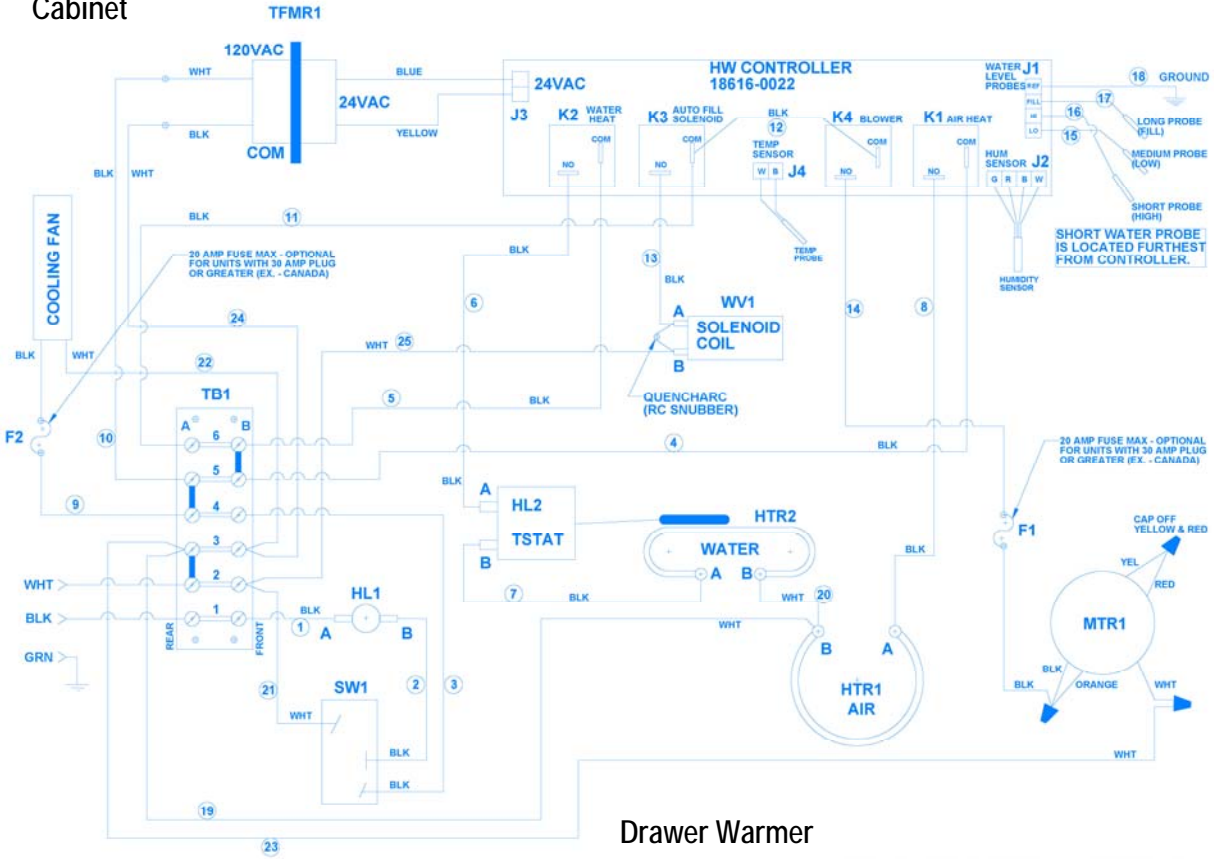 Cabinet
TFMR1
120VAC
WHT
BLUE
24VAC
BLK
YELLOW
COM
BLK
WHT
HW CONTROLLER
18616-0022
24VAC
J3
K2
WATER
HEAT
NO
COM
K3
AUTO FILL
SOLENOID
NO
COM
BLK
12
TEMP
SENSOR
W B
J4
TEMP
PROBE
K4
BLOWER
NO
COM
K1
AIR HEAT
NO
COM
WATER
LEVEL
PROBES
J1
REF
FILL
HI
LO
HUM
SENSOR
J2
G R B W
HUMIDITY
SENSOR
18
GROUND
17
16
15
LONG PROBE
(FILL)
MEDIUM PROBE
(LOW)
SHORT PROBE
(HIGH)
SHORT WATER PROBE
IS LOCATED FURTHEST
FROM CONTROLLER.
BLK
11
BLK
COOLING FAN
20 AMP FUSE MAX - OPTIONAL
FOR UNITS WITH 30 AMP PLUG
OR GREATER (EX. - CANADA)
13
BLK
6
14
8
24
WV1
A
SOLENOID
COIL
B
QUENCHARC
(RC SNUBBER)
WHT
25
BLK
WHT
22
TB1
5
BLK
F2
10
A
B
6
5
4
3
2
1
REAR
FRONT
4
BLK
20 AMP FUSE MAX - OPTIONAL
FOR UNITS WITH 30 AMP PLUG
OR GREATER (EX. - CANADA)
9
BLK
A
HL2
TSTAT
B
HTR2
WATER
A
B
F1
BLK
CAP OFF
YELLOW & RED
YEL
RED
MTR1
WHT
BLK
GRN
BLK
1
HL1
A
B
7
BLK
WHT
20
WHT
B
A
HTR1
AIR
BLK
BLK
ORANGE
WHT
2
3
21
SW1
WHT
BLK
BLK
WHT
19
23
Drawer Warmer